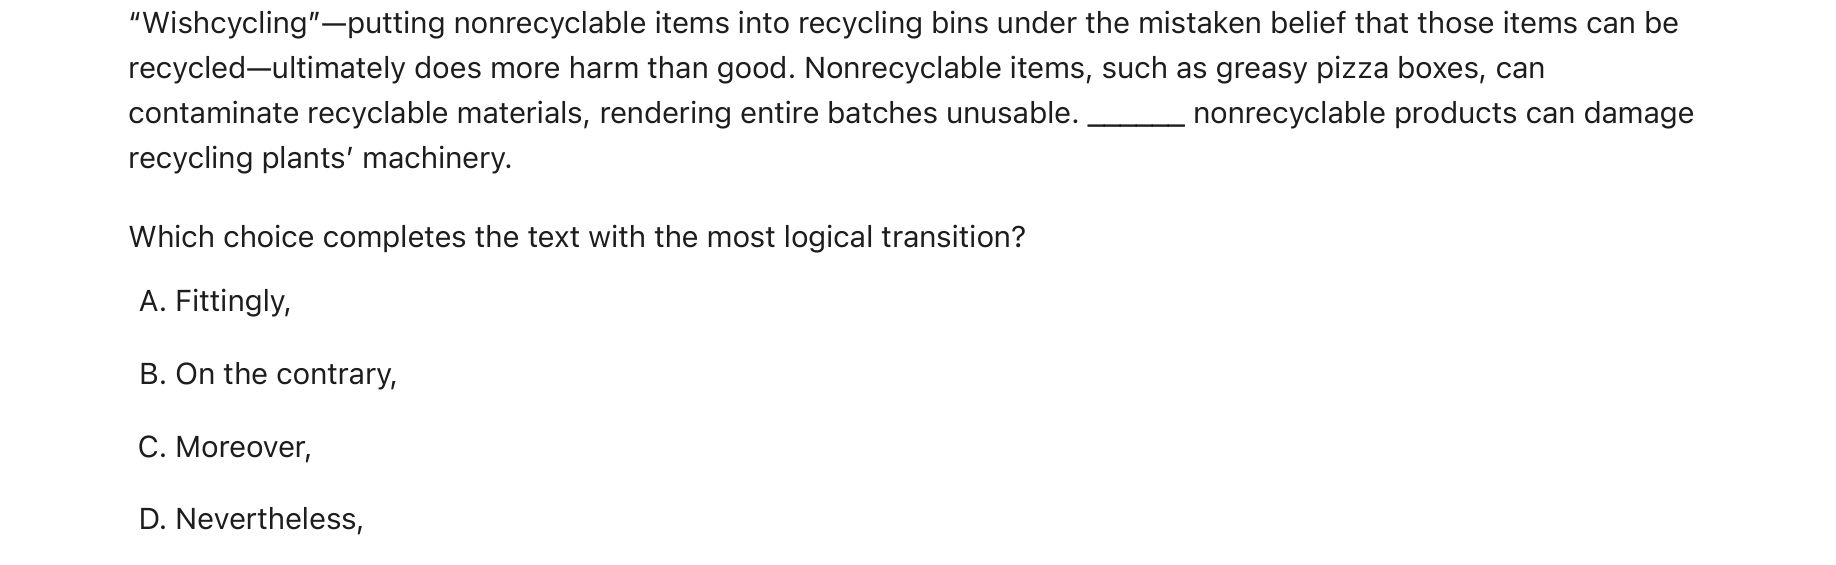 “Wishcycling”—putting nonrecyclable items into recycling bins under the mistaken belief that those items can be
recycled—ultimately does more harm than good. Nonrecyclable items, such as greasy pizza boxes, can
contaminate recyclable materials, rendering entire batches unusable. ______ nonrecyclable products can damage
recycling plants’ machinery.
Which choice completes the text with the most logical transition?
A. Fittingly,
B. On the contrary,
C. Moreover,
D. Nevertheless,